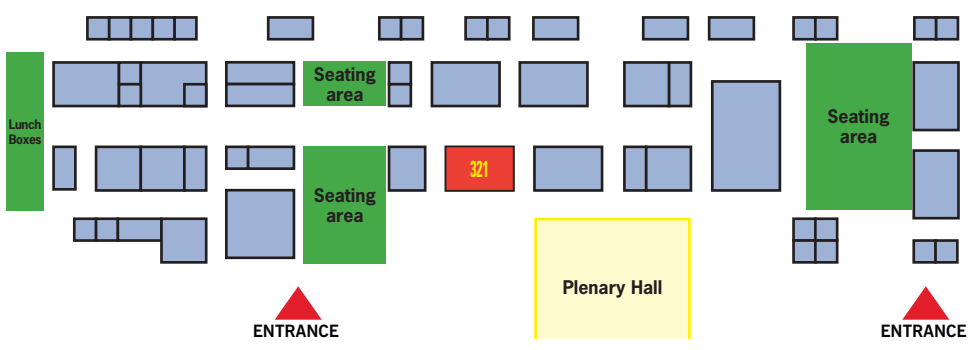 Seating
area
Lunch
Boxes
Seating
area
321
Seating
area
Plenary Hall
ENTRANCE
ENTRANCE